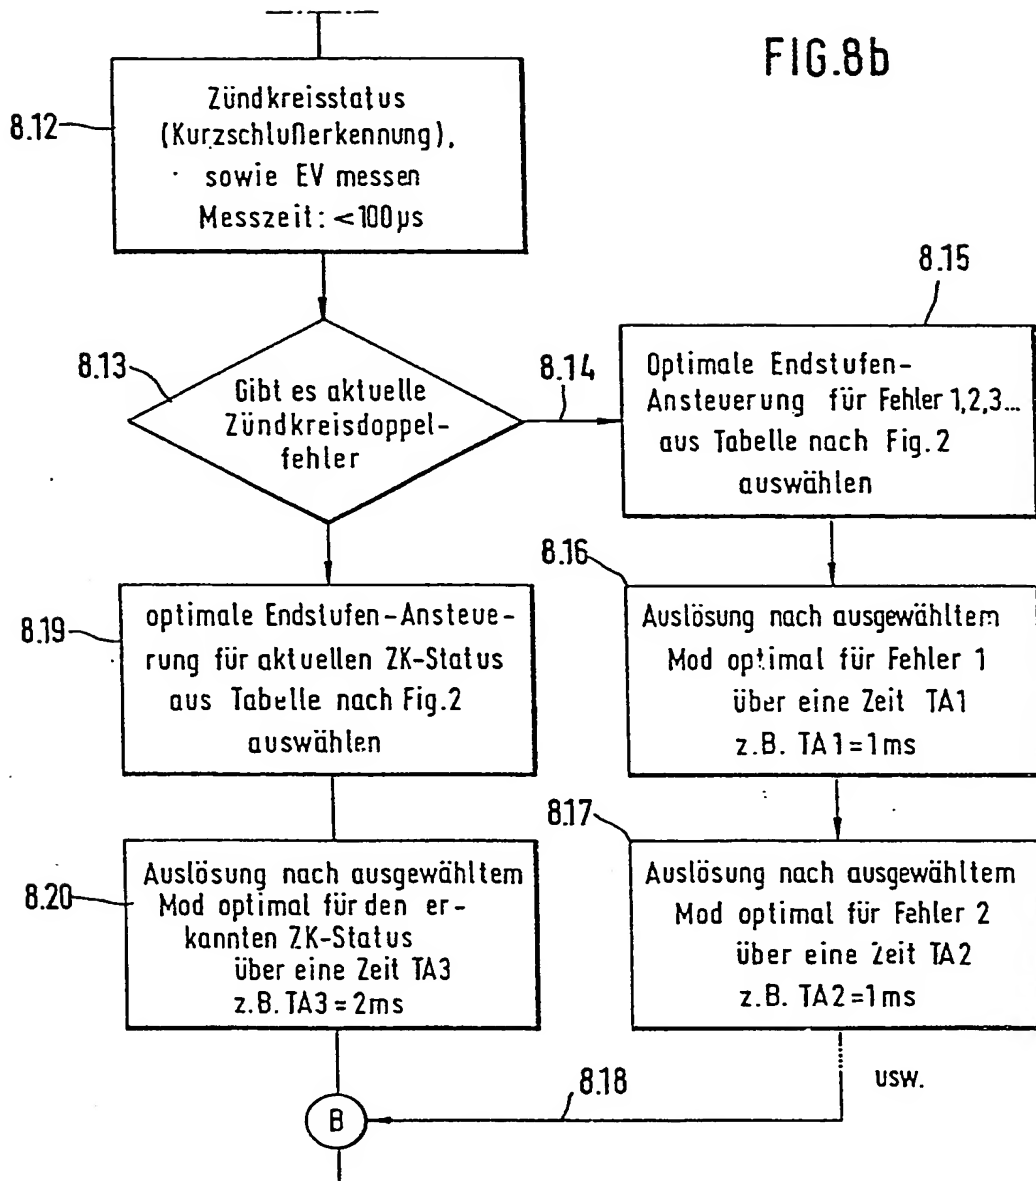 FIG.8b
8.12
Zündkreisstatus
(Kurzschlußerkennung),
sowie EV messen
Messzeit: <100µs
8.13
Gibt es aktuelle
Zündkreisdoppel-
fehler
8.14
8.15
Optimale Endstufen-
Ansteuerung für Fehler 1,2,3...
aus Tabelle nach Fig. 2
auswählen
8.16
Auslösung nach ausgewähltem
Mod optimal für Fehler 1
über eine Zeit TA1
z.B. TA1=1ms
8.17
Auslösung nach ausgewähltem
Mod optimal für Fehler 2
über eine Zeit TA2
z.B. TA2=1ms
usw.
8.18
8.19
optimale Endstufen-Ansteue-
rung für aktuellen ZK-Status
aus Tabelle nach Fig.2
auswählen
8.20
Auslösung nach ausgewähltem
Mod optimal für den er-
kannten ZK-Status
über eine Zeit TA3
z.B. TA3=2ms
B